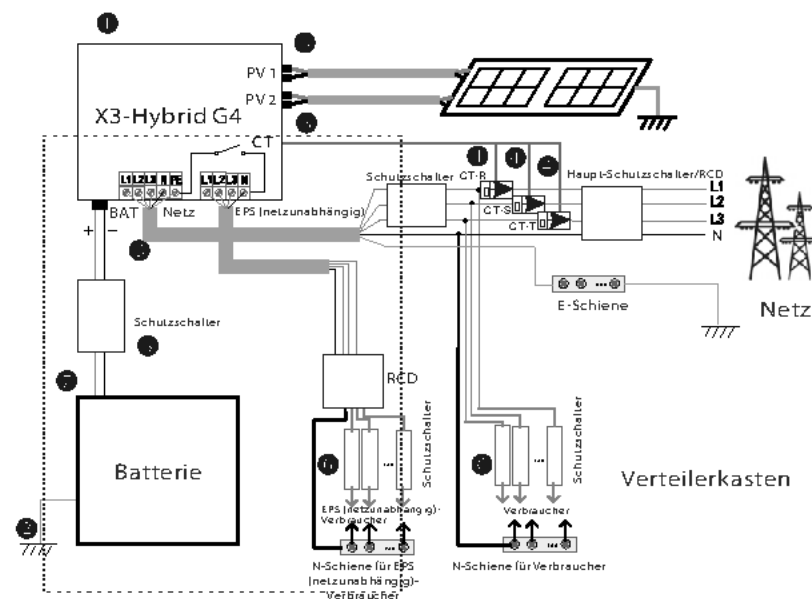 PV 1
X3-Hybrid G4
PV 2
CT
Schutzschalter
CT-R
Haupt-Schutzschalter/RCD
L1 L2 L3 N PE
L1 L2 L3 N
L1
CT-S
L2
BAT
Netz
EPS (netzunabhängig)
CT-T
L3
N
+ −
E-Schiene
Netz
Schutzschalter
RCD
Schutzschalter
Schutzschalter
Batterie
Verteilerkasten
EPS (netzunabhängig)-
Verbraucher
Verbraucher
N-Schiene für EPS
(netzunabhängig)-
Verbraucher
N-Schiene für Verbraucher